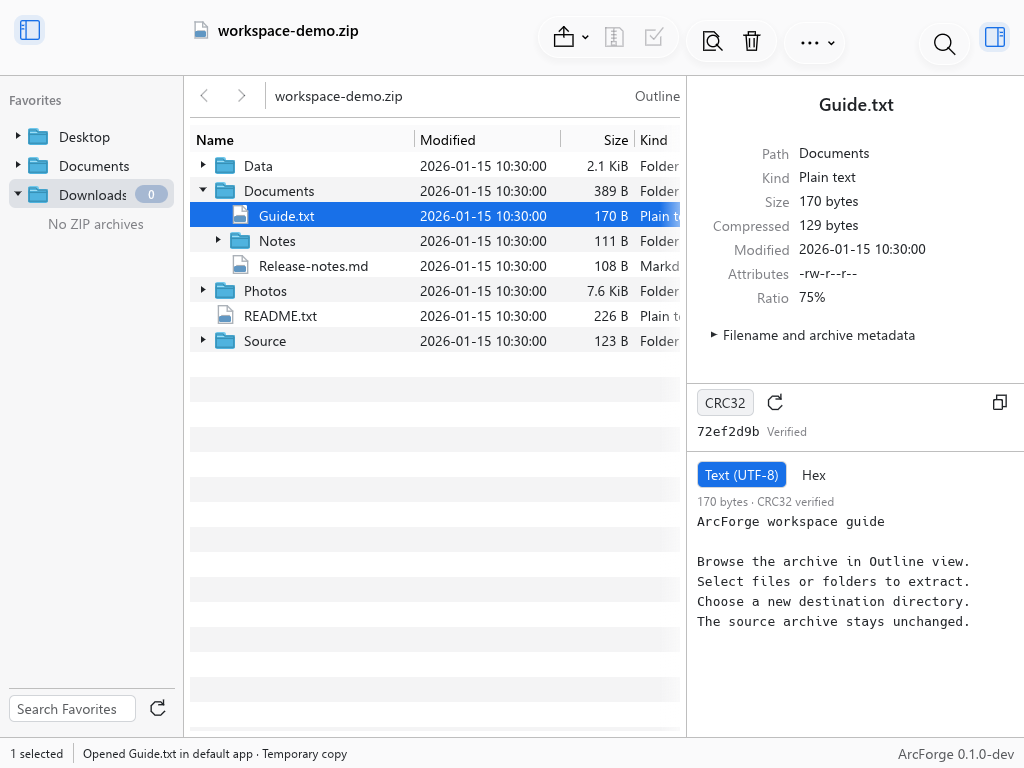 workspace-demo.zip
Favorites
Desktop
Documents
Downloads 0
No ZIP archives
Search Favorites
workspace-demo.zip Outline
Name Modified Size Kind
Data 2026-01-15 10:30:00 2.1 KiB Folder
Documents 2026-01-15 10:30:00 389 B Folder
Guide.txt 2026-01-15 10:30:00 170 B Plain t
Notes 2026-01-15 10:30:00 111 B Folder
Release-notes.md 2026-01-15 10:30:00 108 B Markd
Photos 2026-01-15 10:30:00 7.6 KiB Folder
README.txt 2026-01-15 10:30:00 226 B Plain t
Source 2026-01-15 10:30:00 123 B Folder
Guide.txt
Path Documents
Kind Plain text
Size 170 bytes
Compressed 129 bytes
Modified 2026-01-15 10:30:00
Attributes -rw-r--r--
Ratio 75%
Filename and archive metadata
CRC32
72ef2d9b Verified
Text (UTF-8) Hex
170 bytes · CRC32 verified
ArcForge workspace guide
Browse the archive in Outline view.
Select files or folders to extract.
Choose a new destination directory.
The source archive stays unchanged.
1 selected Opened Guide.txt in default app · Temporary copy ArcForge 0.1.0-dev